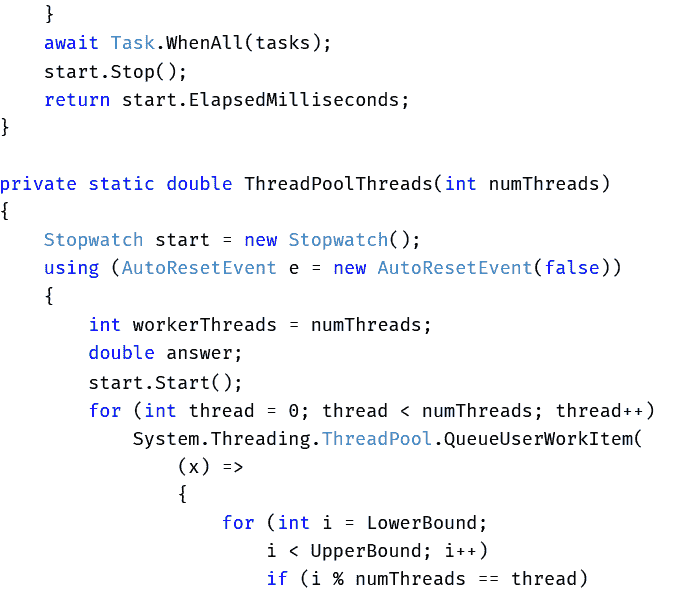 }
    await Task.WhenAll(tasks);
    start.Stop();
    return start.ElapsedMilliseconds;
}

private static double ThreadPoolThreads(int numThreads)
{
    Stopwatch start = new Stopwatch();
    using (AutoResetEvent e = new AutoResetEvent(false))
    {
        int workerThreads = numThreads;
        double answer;
        start.Start();
        for (int thread = 0; thread < numThreads; thread++)
            System.Threading.ThreadPool.QueueUserWorkItem(
                (x) =>
                {
                    for (int i = LowerBound;
                        i < UpperBound; i++)
                        if (i % numThreads == thread)